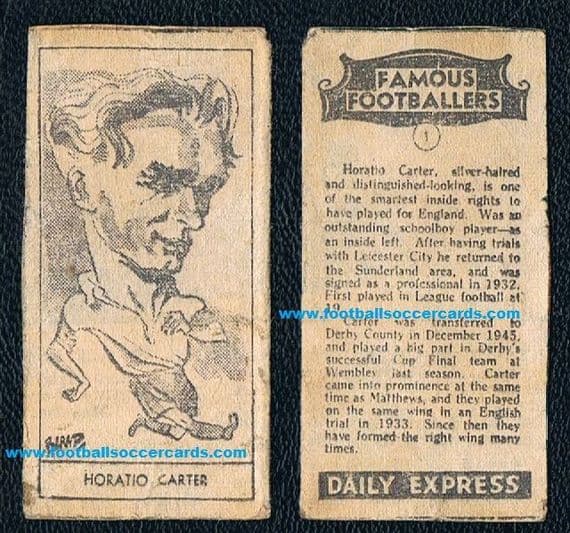 HORATIO CARTER
www.footballsoccercards.com
FAMOUS
FOOTBALLERS
1
Horatio Carter, silver-haired
and distinguished-looking, is one
of the smartest inside rights to
have played for England. Was an
outstanding schoolboy player—as
an inside left. After having trials
with Leicester City he returned to
the Sunderland area, and was
signed as a professional in 1932.
First played in League football at
19.
www.footballsoccercards.com
Carter was transferred to
Derby County in December 1945,
and played a big part in Derby's
successful Cup Final team at
Wembley last season. Carter
came into prominence at the same
time as Matthews, and they played
on the same wing in an English
trial in 1933. Since then they
have formed the right wing many
times.
DAILY EXPRESS